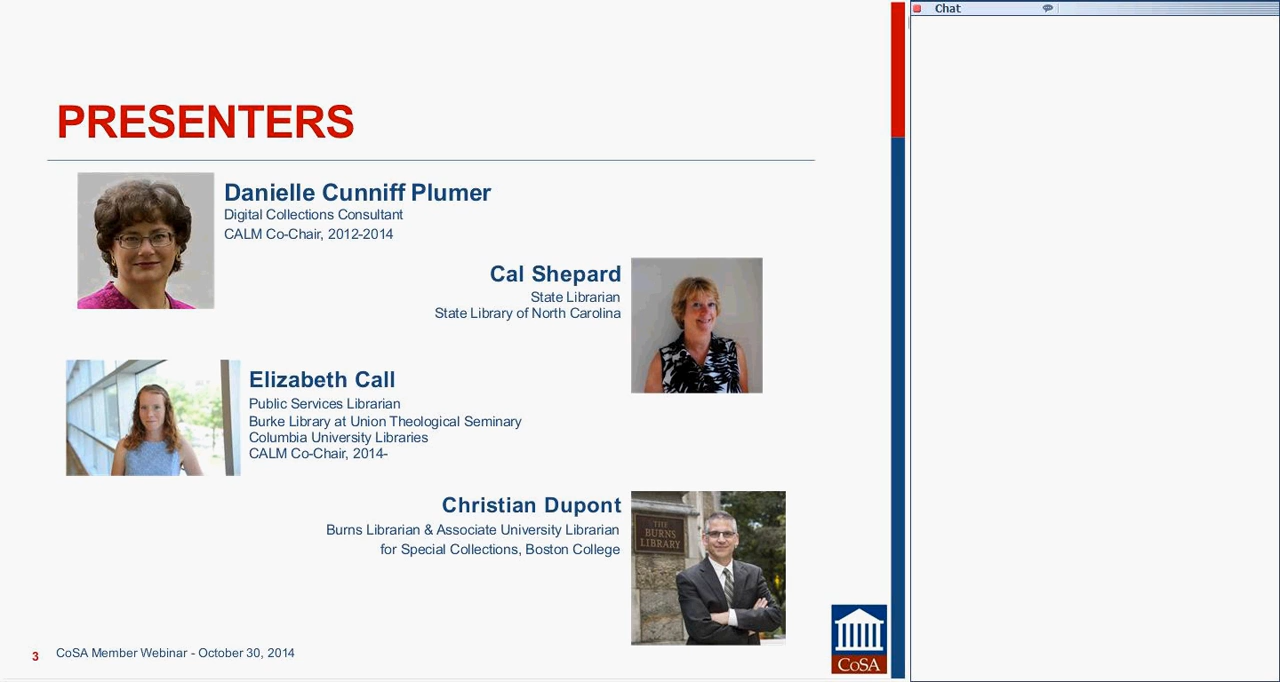 Chat
PRESENTERS
Danielle Cunniff Plumer
Digital Collections Consultant
CALM Co-Chair, 2012-2014
Cal Shepard
State Librarian
State Library of North Carolina
Elizabeth Call
Public Services Librarian
Burke Library at Union Theological Seminary
Columbia University Libraries
CALM Co-Chair, 2014-
Christian Dupont
Burns Librarian & Associate University Librarian
for Special Collections, Boston College
THE
BURNS
LIBRARY
CoSA
3 CoSA Member Webinar - October 30, 2014